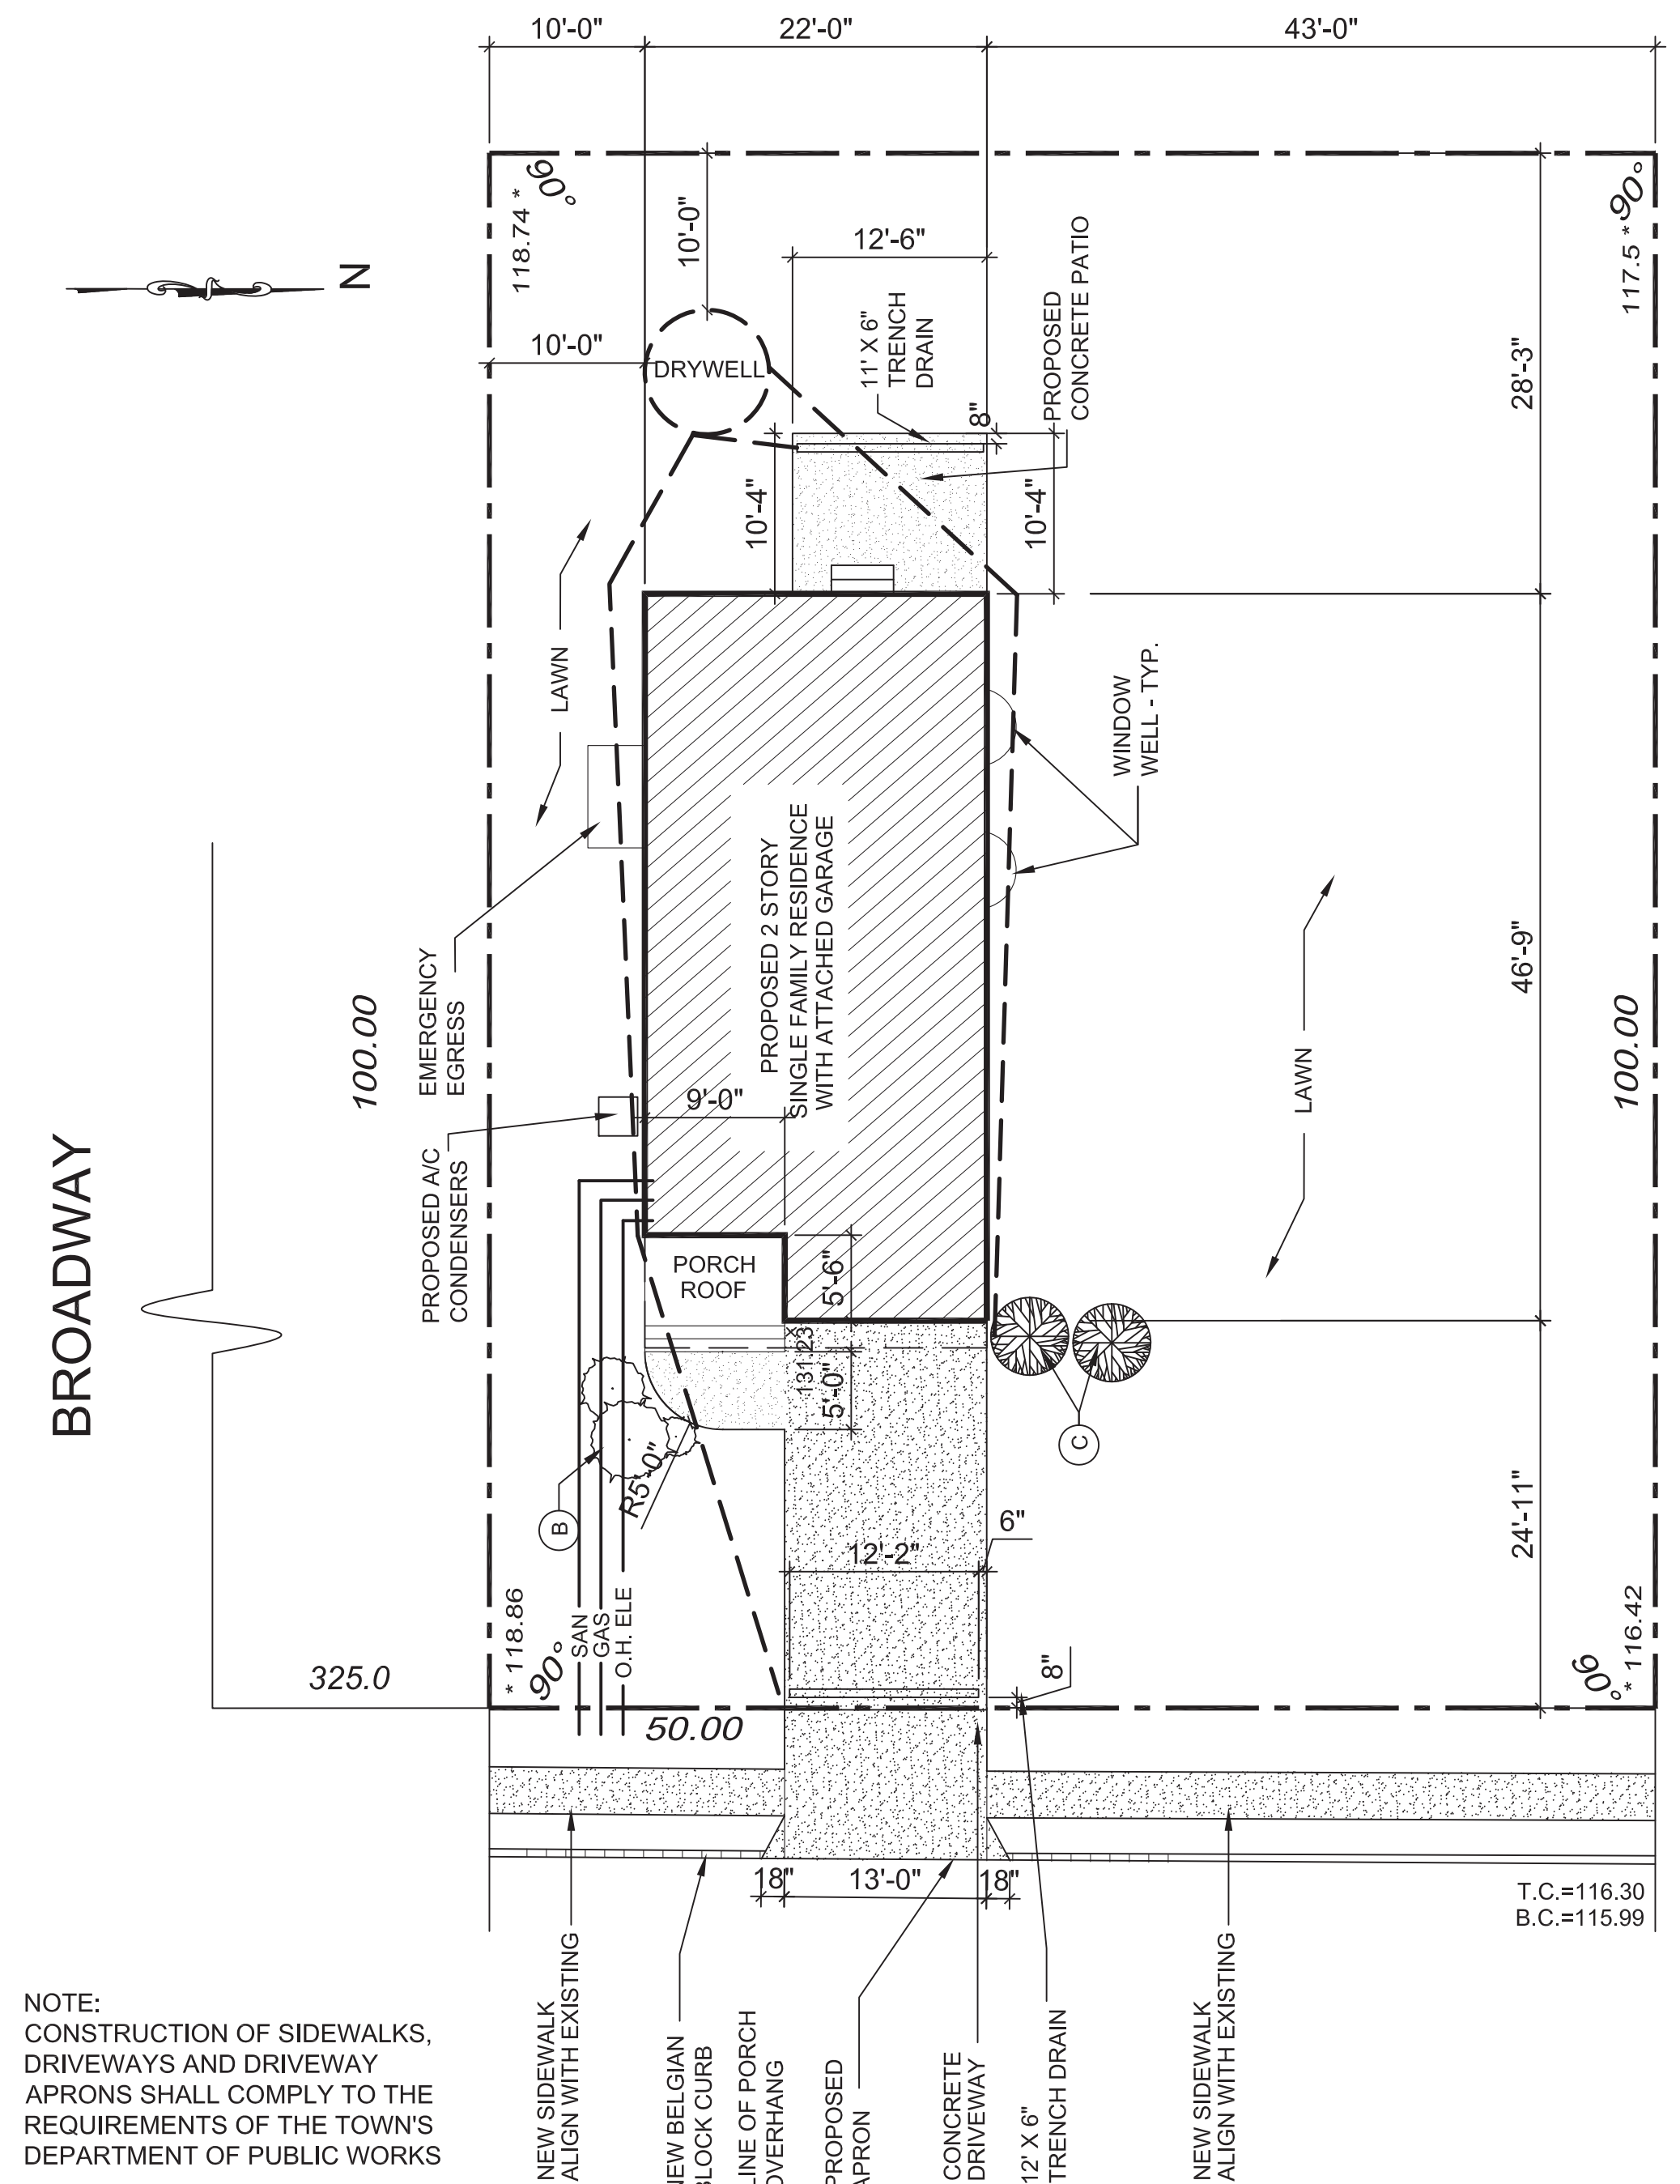 10'-0"
22'-0"
43'-0"
118.74 *
90°
10'-0"
12'-6"
117.5 *
90°
N
10'-0"
DRYWELL
11' X 6"
TRENCH
DRAIN
8"
PROPOSED
CONCRETE PATIO
28'-3"
10'-4"
10'-4"
LAWN
WINDOW
WELL - TYP.
PROPOSED 2 STORY
SINGLE FAMILY RESIDENCE
WITH ATTACHED GARAGE
EMERGENCY
EGRESS
100.00
46'-9"
LAWN
100.00
BROADWAY
PROPOSED A/C
CONDENSERS
9'-0"
PORCH
ROOF
5'-6"
131.23
5'-0"
R5'-0"
B
C
24'-11"
12'-2"
6"
8"
325.0
* 118.86
90°
SAN
GAS
O.H. ELE
50.00
90°
* 116.42
18"
13'-0"
18"
T.C.=116.30
B.C.=115.99
NEW SIDEWALK
ALIGN WITH EXISTING
NEW BELGIAN
BLOCK CURB
LINE OF PORCH
OVERHANG
PROPOSED
APRON
CONCRETE
DRIVEWAY
12' X 6"
TRENCH DRAIN
NEW SIDEWALK
ALIGN WITH EXISTING
NOTE:
CONSTRUCTION OF SIDEWALKS,
DRIVEWAYS AND DRIVEWAY
APRONS SHALL COMPLY TO THE
REQUIREMENTS OF THE TOWN'S
DEPARTMENT OF PUBLIC WORKS